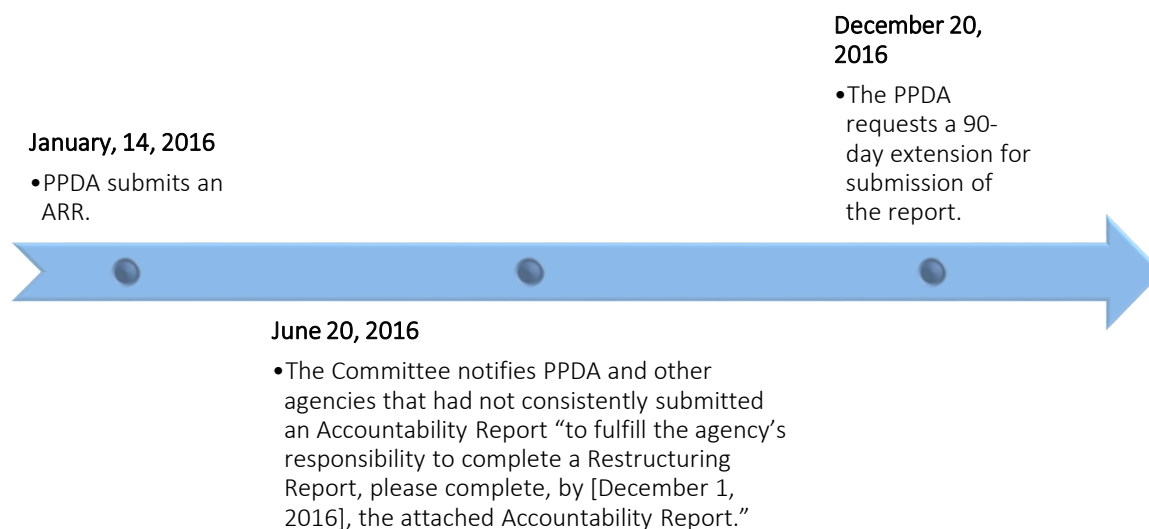 January, 14, 2016
•PPDA submits an
ARR.
June 20, 2016
•The Committee notifies PPDA and other
agencies that had not consistently submitted
an Accountability Report “to fulfill the agency’s
responsibility to complete a Restructuring
Report, please complete, by [December 1,
2016], the attached Accountability Report.”
December 20,
2016
•The PPDA
requests a 90-
day extension for
submission of
the report.